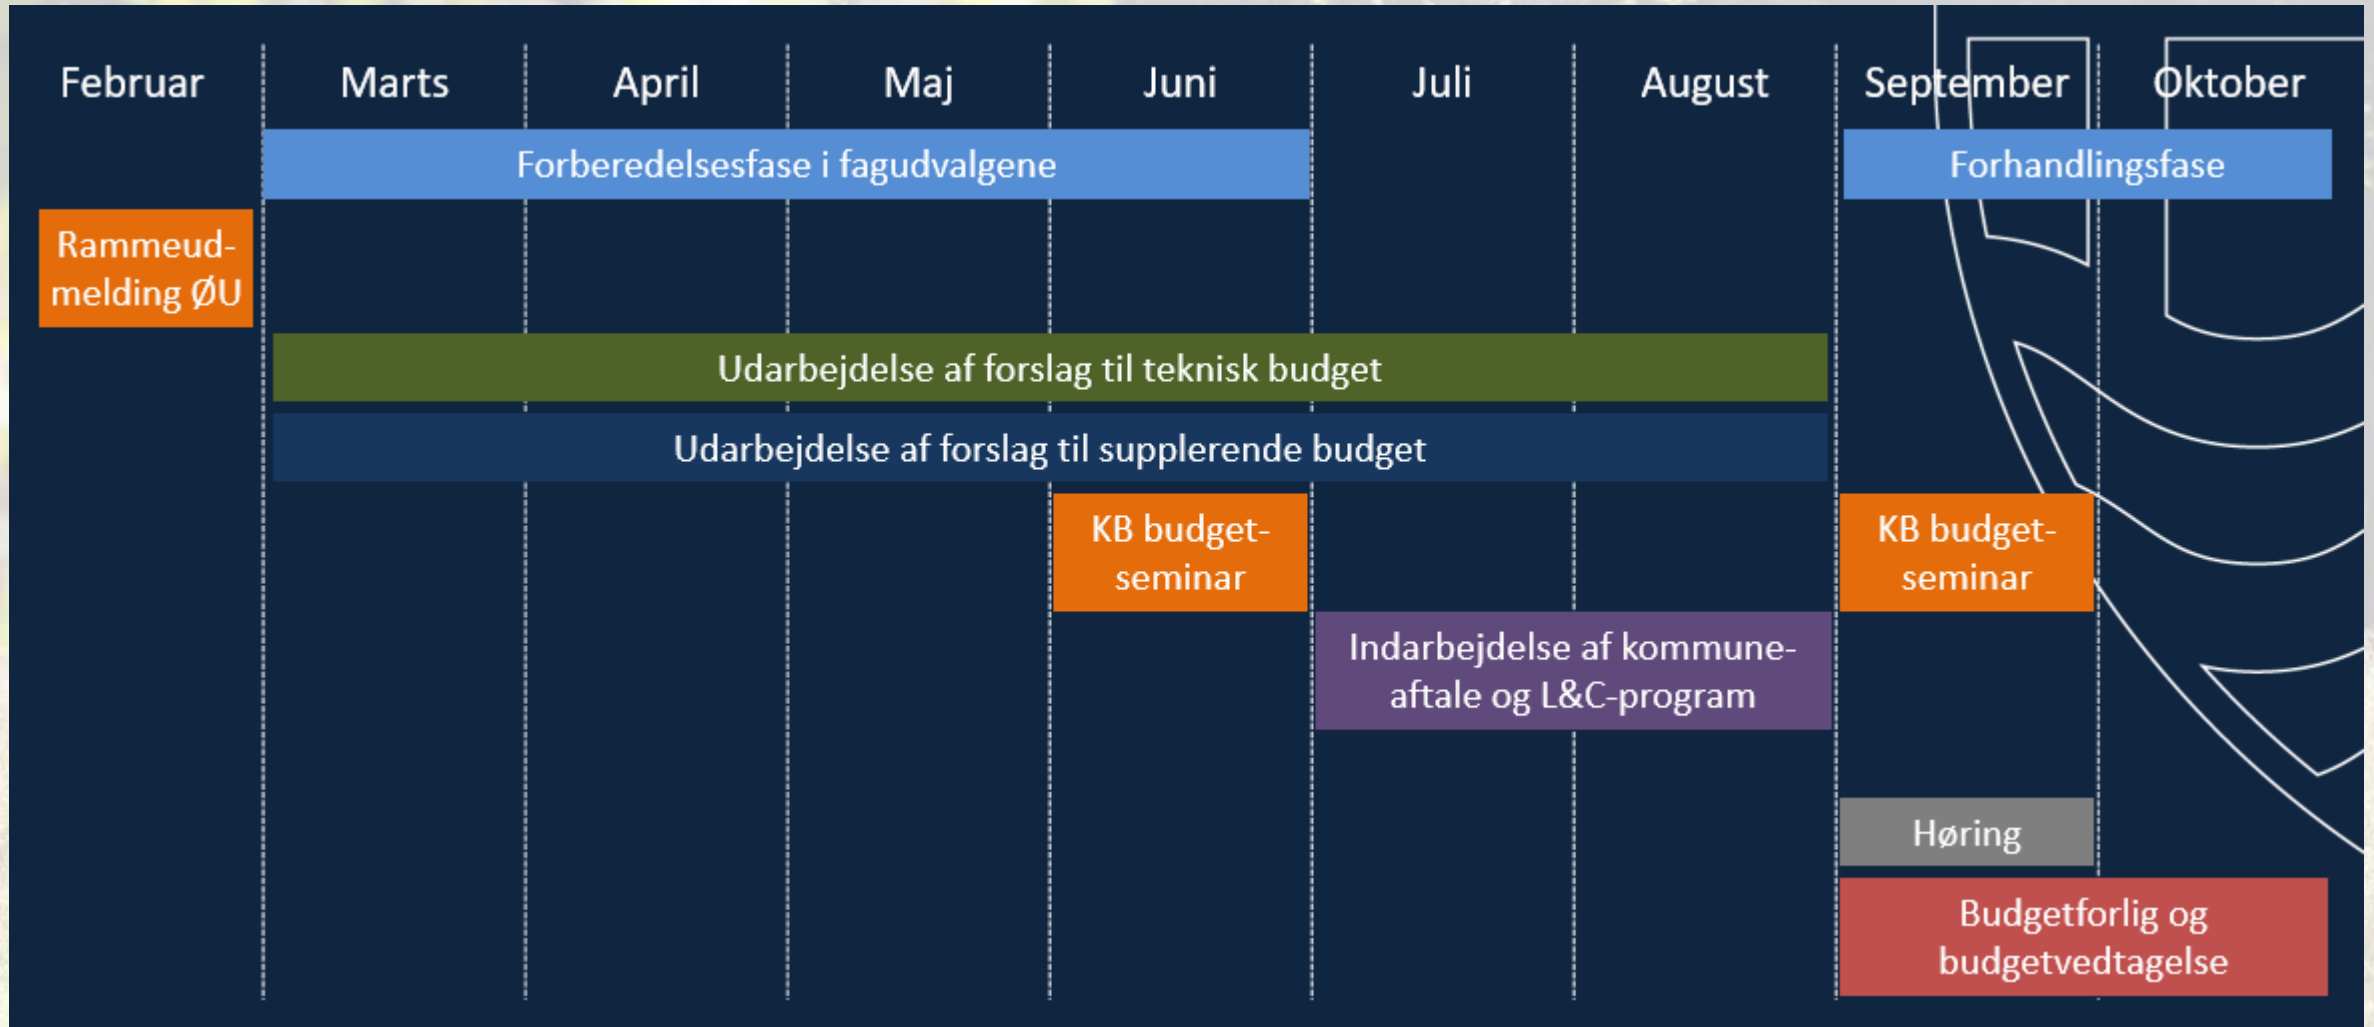 Februar
Marts
April
Maj
Juni
Juli
August
September
Oktober
Forberedelsesfase i fagudvalgene
Forhandlingsfase
Rammeud-
melding ØU
Udarbejdelse af forslag til teknisk budget
Udarbejdelse af forslag til supplerende budget
KB budget-
seminar
KB budget-
seminar
Indarbejdelse af kommune-
aftale og L&C-program
Høring
Budgetforlig og
budgetvedtagelse